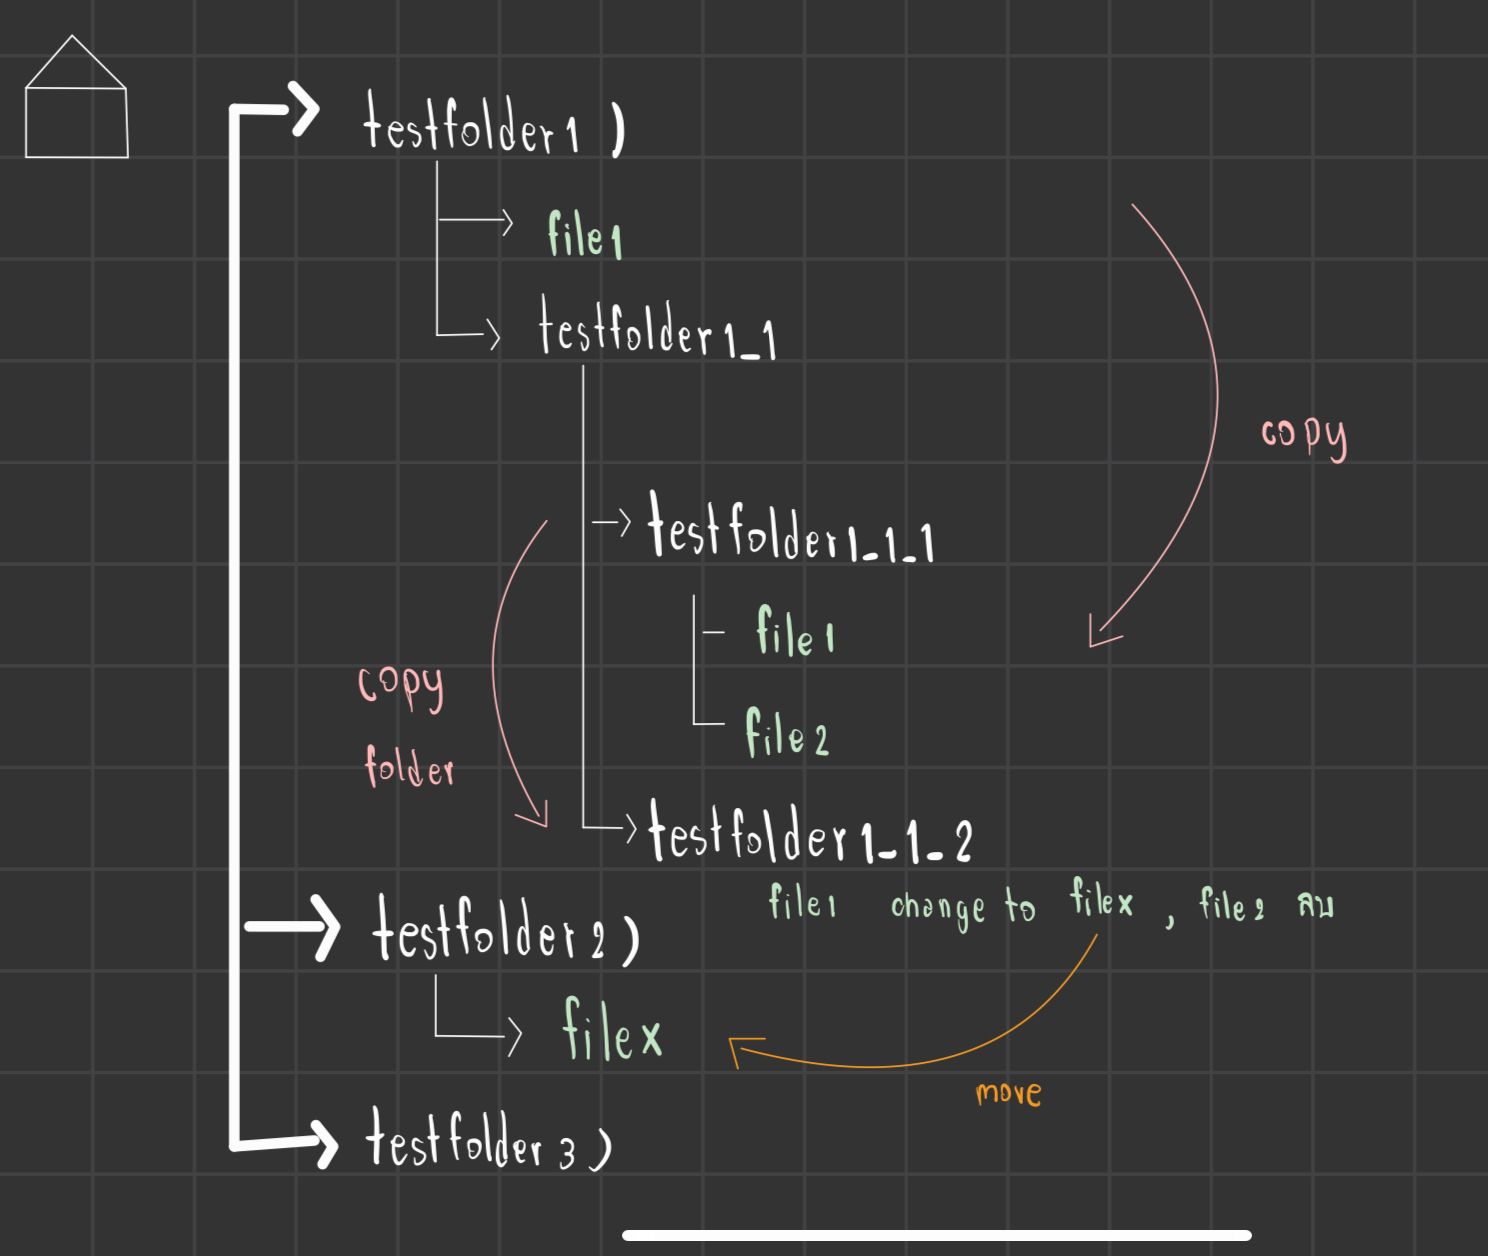 testfolder1 )
file1
testfolder1_1
copy
testfolder1_1_1
file1
copy
folder
file2
testfolder1_1_2
file1 change to filex , file2 ลบ
testfolder2 )
filex
move
testfolder3 )